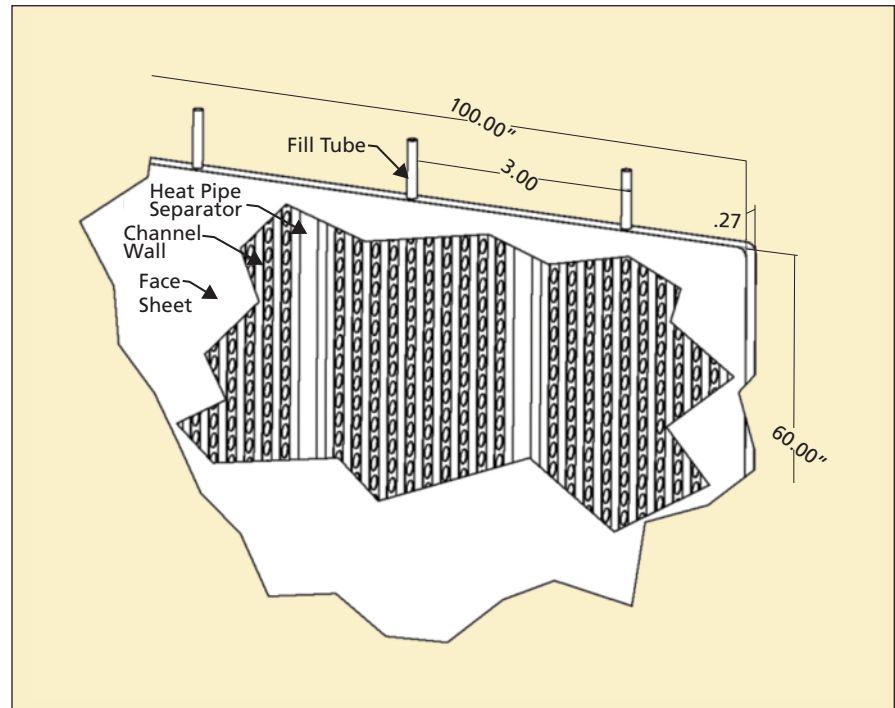 100.00"
Fill Tube
3.00
Heat Pipe
Separator
.27
Channel
Wall
Face
Sheet
60.00"